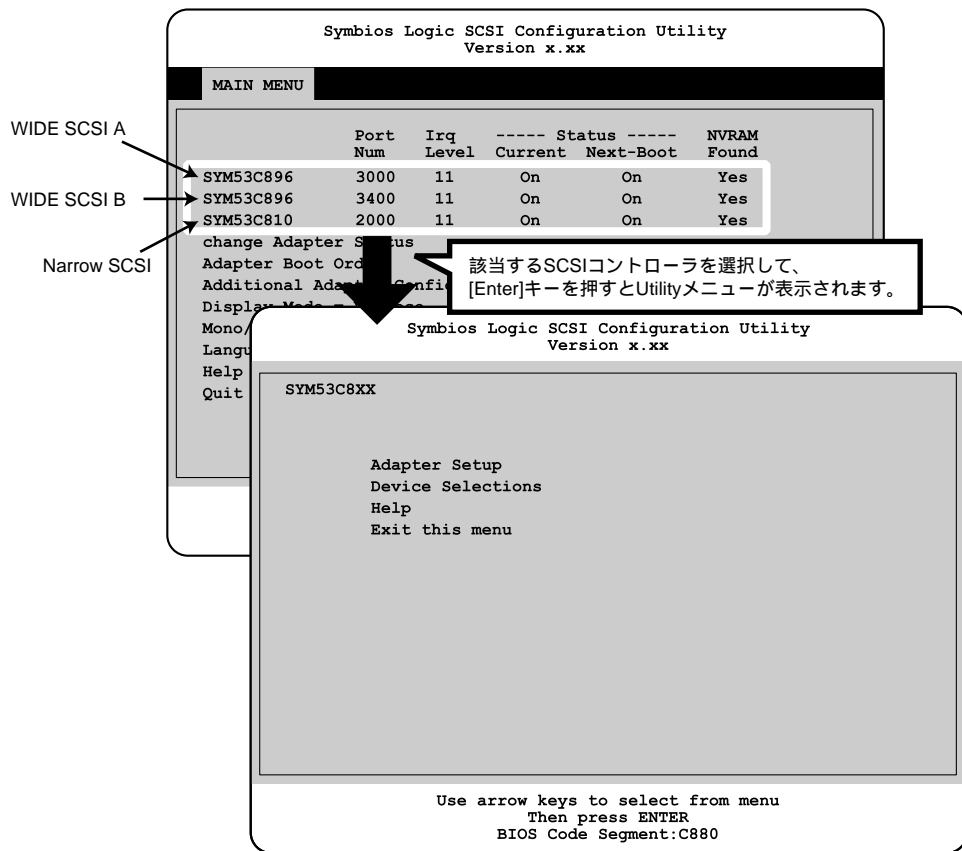 Symbios Logic SCSI Configuration Utility
Version x.xx
MAIN MENU
WIDE SCSI A
WIDE SCSI B
Narrow SCSI
Port Irq ----- Status ----- NVRAM
Num Level Current Next-Boot Found
SYM53C896 3000 11 On On Yes
SYM53C896 3400 11 On On Yes
SYM53C810 2000 11 On On Yes
change Adapter
Adapter Boot
Additional
Display Mode =
Mono/
Help
Quit
該当するSCSIコントローラを選択して、
[Enter]キーを押すとUtilityメニューが表示されます。
Symbios Logic SCSI Configuration Utility
Version x.xx
SYM53C8XX
Adapter Setup
Device Selections
Help
Exit this menu
Use arrow keys to select from menu
Then press ENTER
BIOS Code Segment:C880